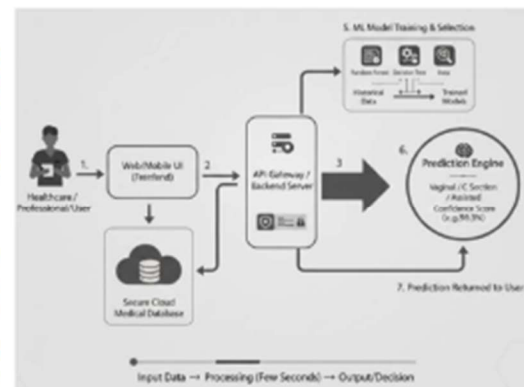 5. ML Model Training & Selection
Random Forest
Decision Tree
Historical
Data
Trained
Models
1.
2
3
6.
Web/Mobile UI
API Gateway /
Backend Server
Prediction Engine
Vaginal / C Section
/ Assisted
Confidence Score
Healthcare /
Professional/User
Secure Cloud
Medical Database
7. Prediction Returned to User
Input Data → Processing (Few Seconds) → Output/Decision